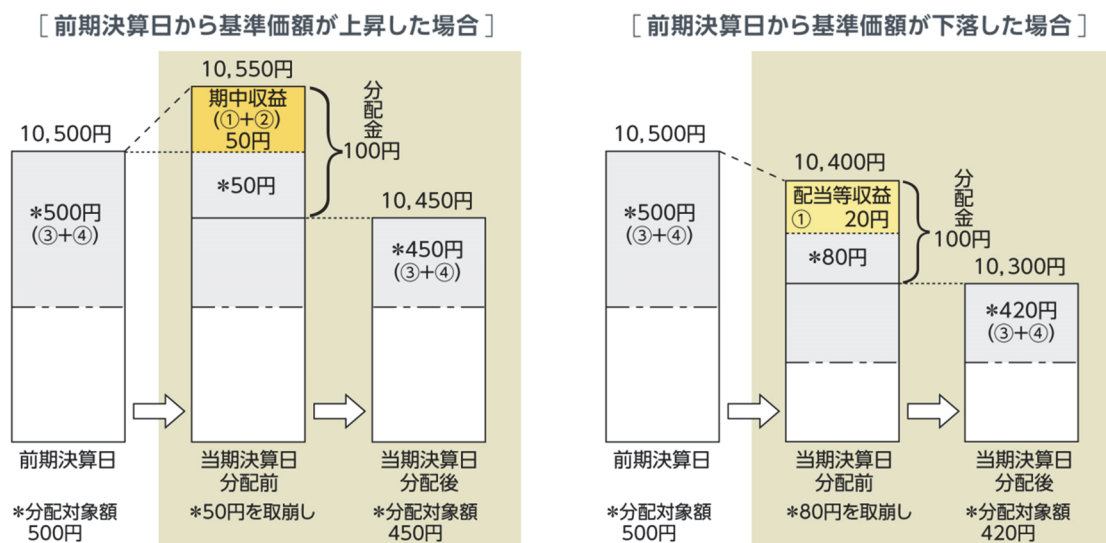 [ 前期決算日から基準価額が上昇した場合 ]
10,500円
*500円
(③+④)
前期決算日
*分配対象額
500円
10,550円
期中収益
(①+②)
50円
*50円
分配金
100円
当期決算日
分配前
*50円を取崩し
10,450円
*450円
(③+④)
当期決算日
分配後
*分配対象額
450円
[ 前期決算日から基準価額が下落した場合 ]
10,500円
*500円
(③+④)
前期決算日
*分配対象額
500円
10,400円
配当等収益
① 20円
*80円
分配金
100円
当期決算日
分配前
*80円を取崩し
10,300円
*420円
(③+④)
当期決算日
分配後
*分配対象額
420円